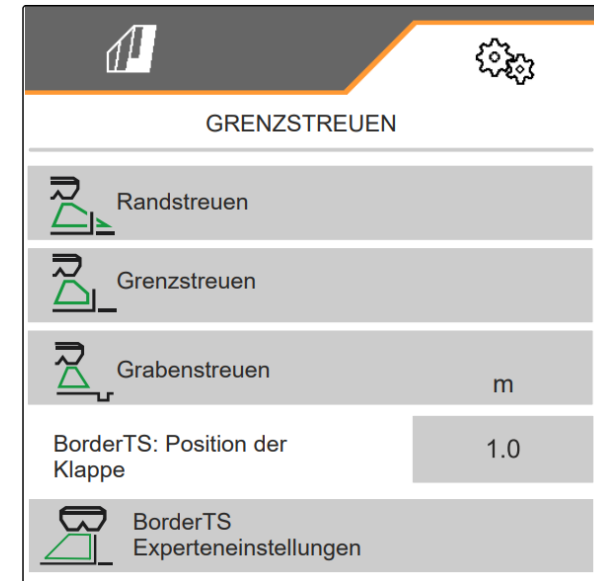 GRENZSTREUEN
Randstreuen
Grenzstreuen
Grabenstreuen
m
BorderTS: Position der
Klappe
1.0
BorderTS
Experteneinstellungen